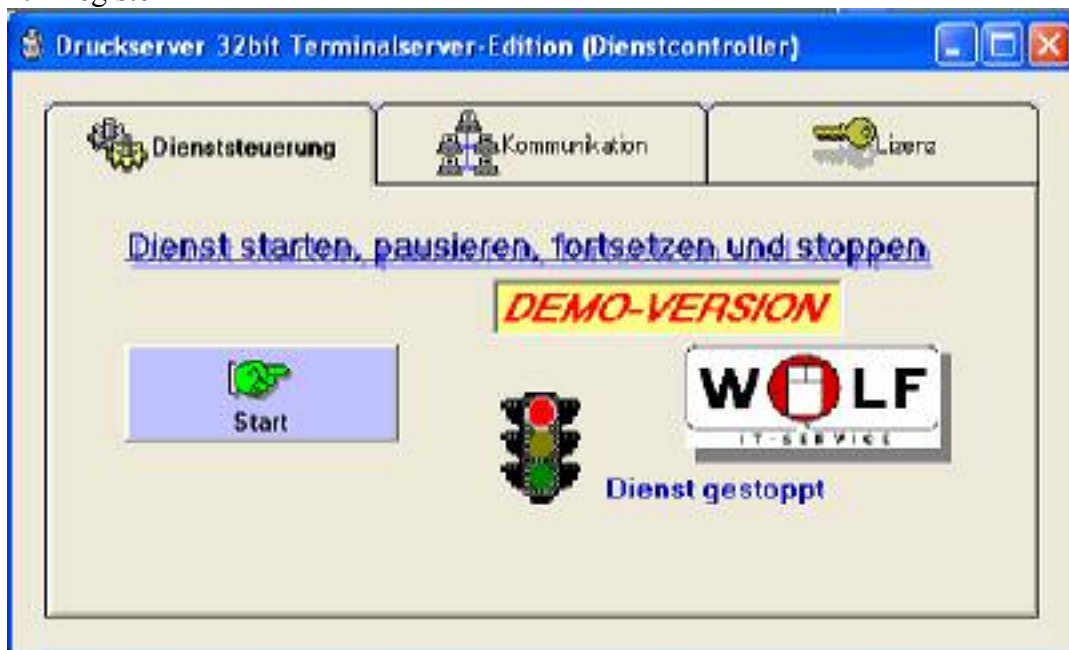 Druckserver 32bit Terminalserver-Edition (Dienstcontroller)
Dienststeuerung
Kommunikation
Lizenz
Dienst starten, pausieren, fortsetzen und stoppen
DEMO-VERSION
Start
WOLF
IT-SERVICE
Dienst gestoppt